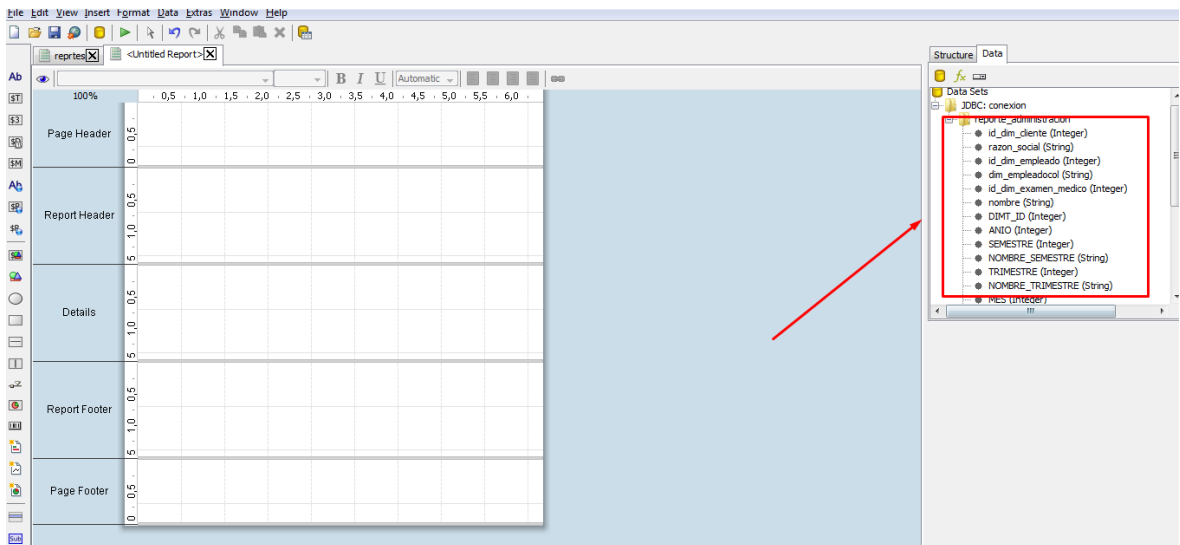 File Edit View Insert Format Data Extras Window Help
reprtes <Untitled Report>
Structure Data
B I U Automatic
100%
0,5 1,0 1,5 2,0 2,5 3,0 3,5 4,0 4,5 5,0 5,5 6,0
Page Header
Report Header
Details
Report Footer
Page Footer
Data Sets
JDBC: conexion
reporte_administracion
id_dim_cliente (Integer)
razon_social (String)
id_dim_empleado (Integer)
dim_empleadocol (String)
id_dim_examen_medico (Integer)
nombre (String)
DIMT_ID (Integer)
ANIO (Integer)
SEMESTRE (Integer)
NOMBRE_SEMESTRE (String)
TRIMESTRE (Integer)
NOMBRE_TRIMESTRE (String)
MES (Integer)